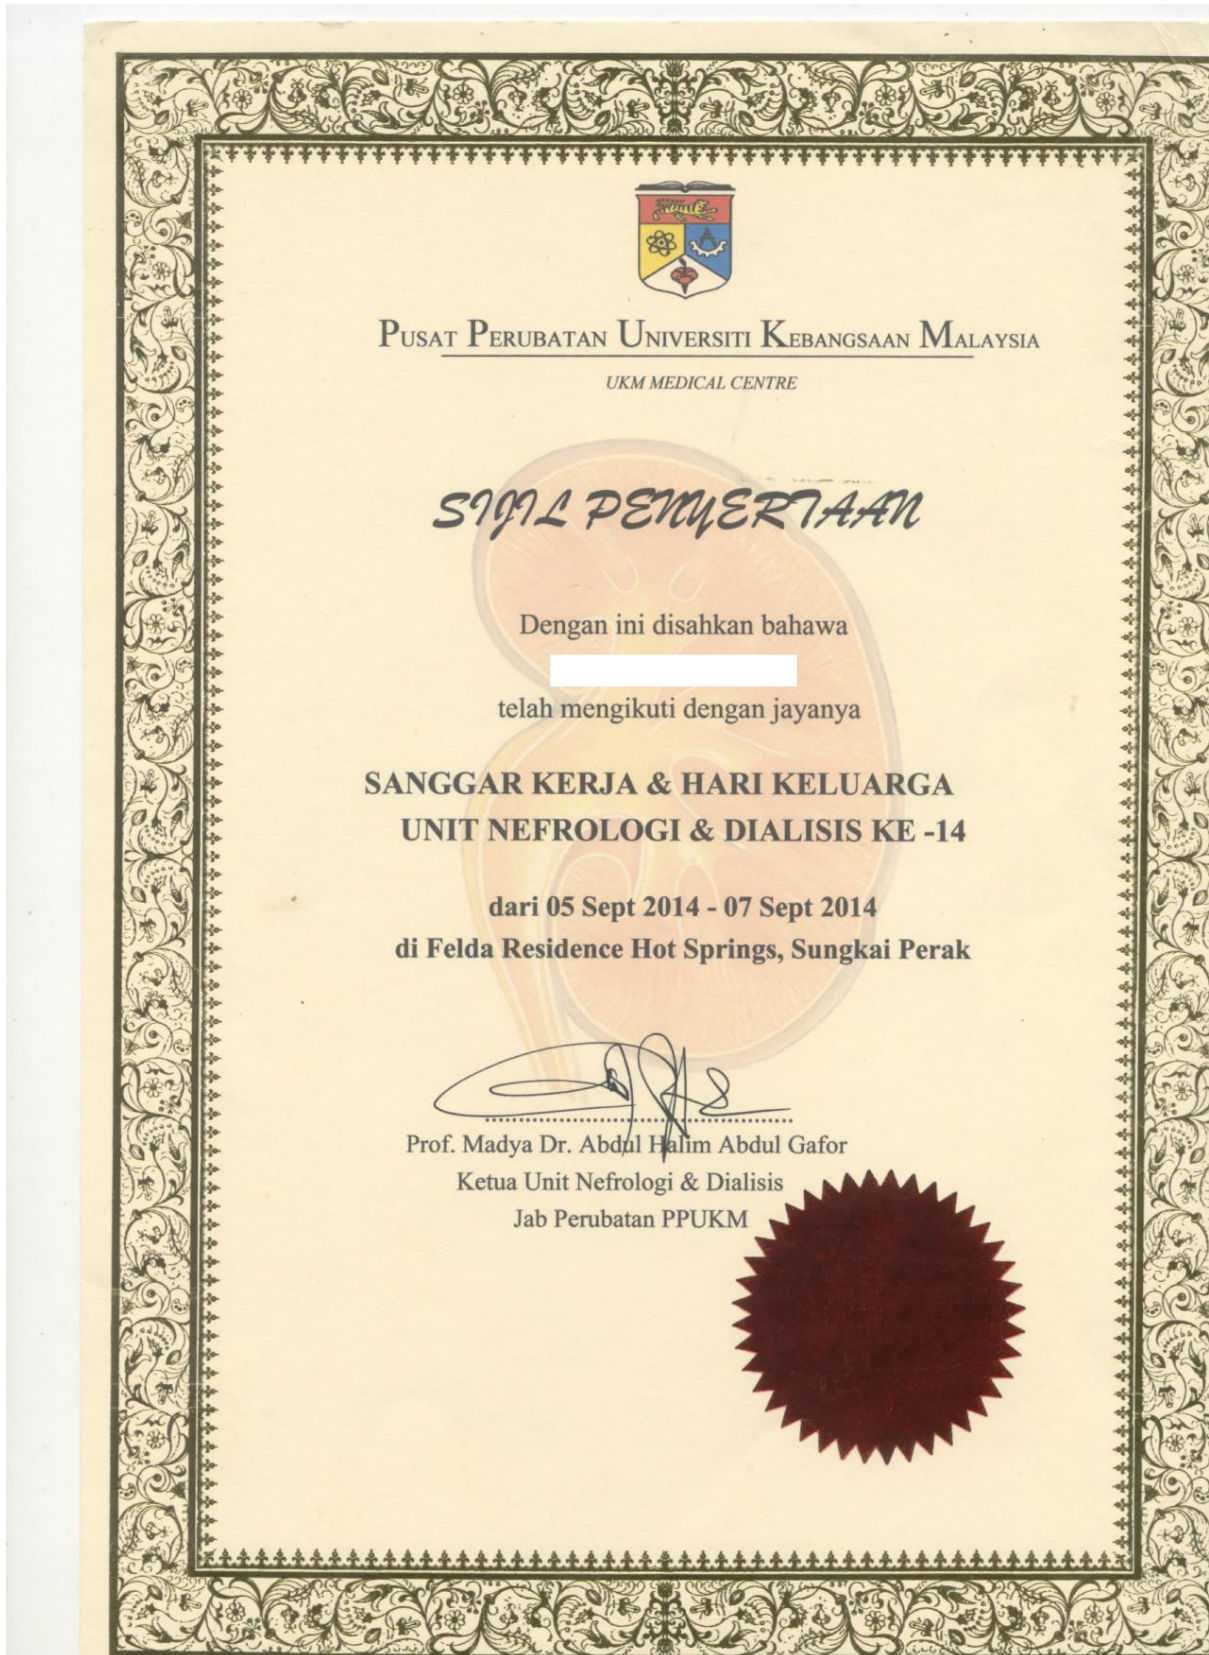 PUSAT PERUBATAN UNIVERSITI KEBANGSAAN MALAYSIA
UKM MEDICAL CENTRE
SIJIL PENYERTAAN
Dengan ini disahkan bahawa
telah mengikuti dengan jayanya
SANGGAR KERJA & HARI KELUARGA
UNIT NEFROLOGI & DIALISIS KE -14
dari 05 Sept 2014 - 07 Sept 2014
di Felda Residence Hot Springs, Sungkai Perak
Prof. Madya Dr. Abdul Halim Abdul Gafor
Ketua Unit Nefrologi & Dialisis
Jab Perubatan PPUKM